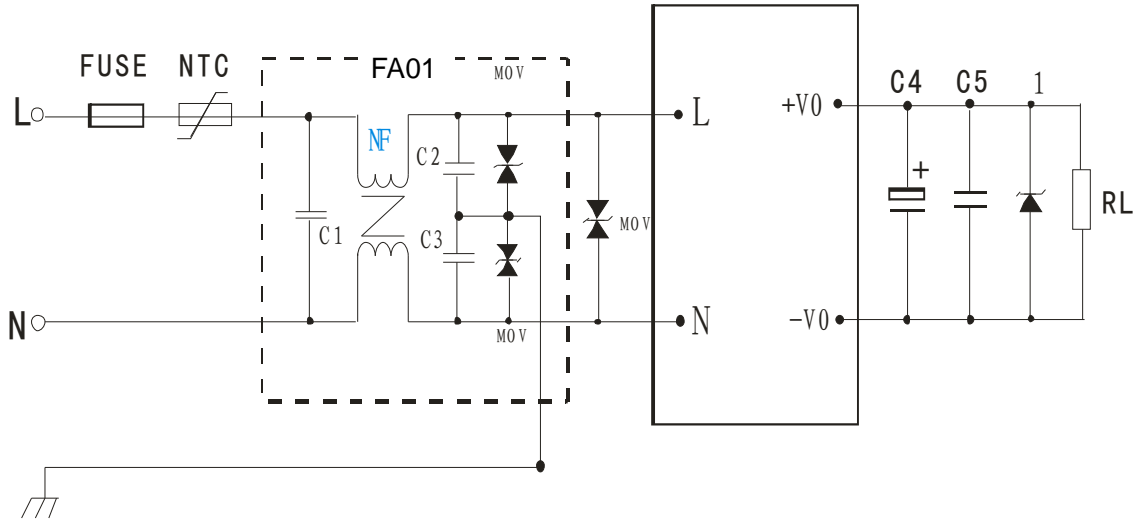 FUSE NTC
FA01
MOV
L
NF
C2
C1
C3
MOV
N
MOV
L
N
+V0
-V0
C4 C5 1
+
RL